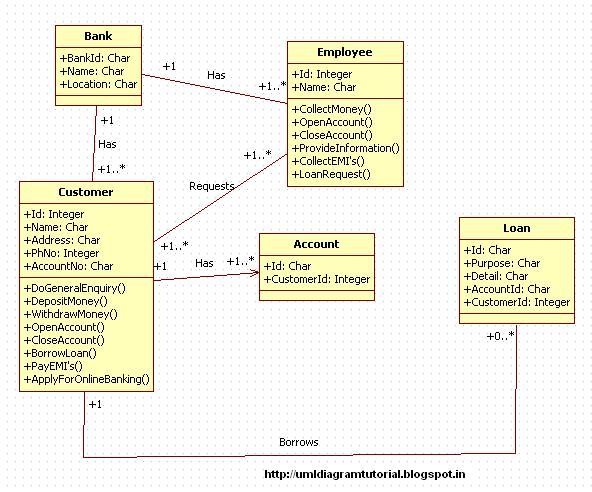 Bank
+BankId: Char
+Name: Char
+Location: Char
Employee
+Id: Integer
+Name: Char
+CollectMoney()
+OpenAccount()
+CloseAccount()
+ProvideInformation()
+CollectEMI's()
+LoanRequest()
+1
Has
+1..*
+1
Has
+1..*
Customer
+Id: Integer
+Name: Char
+Address: Char
+PhNo: Integer
+AccountNo: Char
+DoGeneralEnquiry()
+DepositMoney()
+WithdrawMoney()
+OpenAccount()
+CloseAccount()
+BorrowLoan()
+PayEMI's()
+ApplyForOnlineBanking()
+1..*
Requests
+1..*
+1
Has
+1..*
Account
+Id: Char
+CustomerId: Integer
Loan
+Id: Char
+Purpose: Char
+Detail: Char
+AccountId: Char
+CustomerId: Integer
+0..*
+1
Borrows
http://umldiagramtutorial.blogspot.in